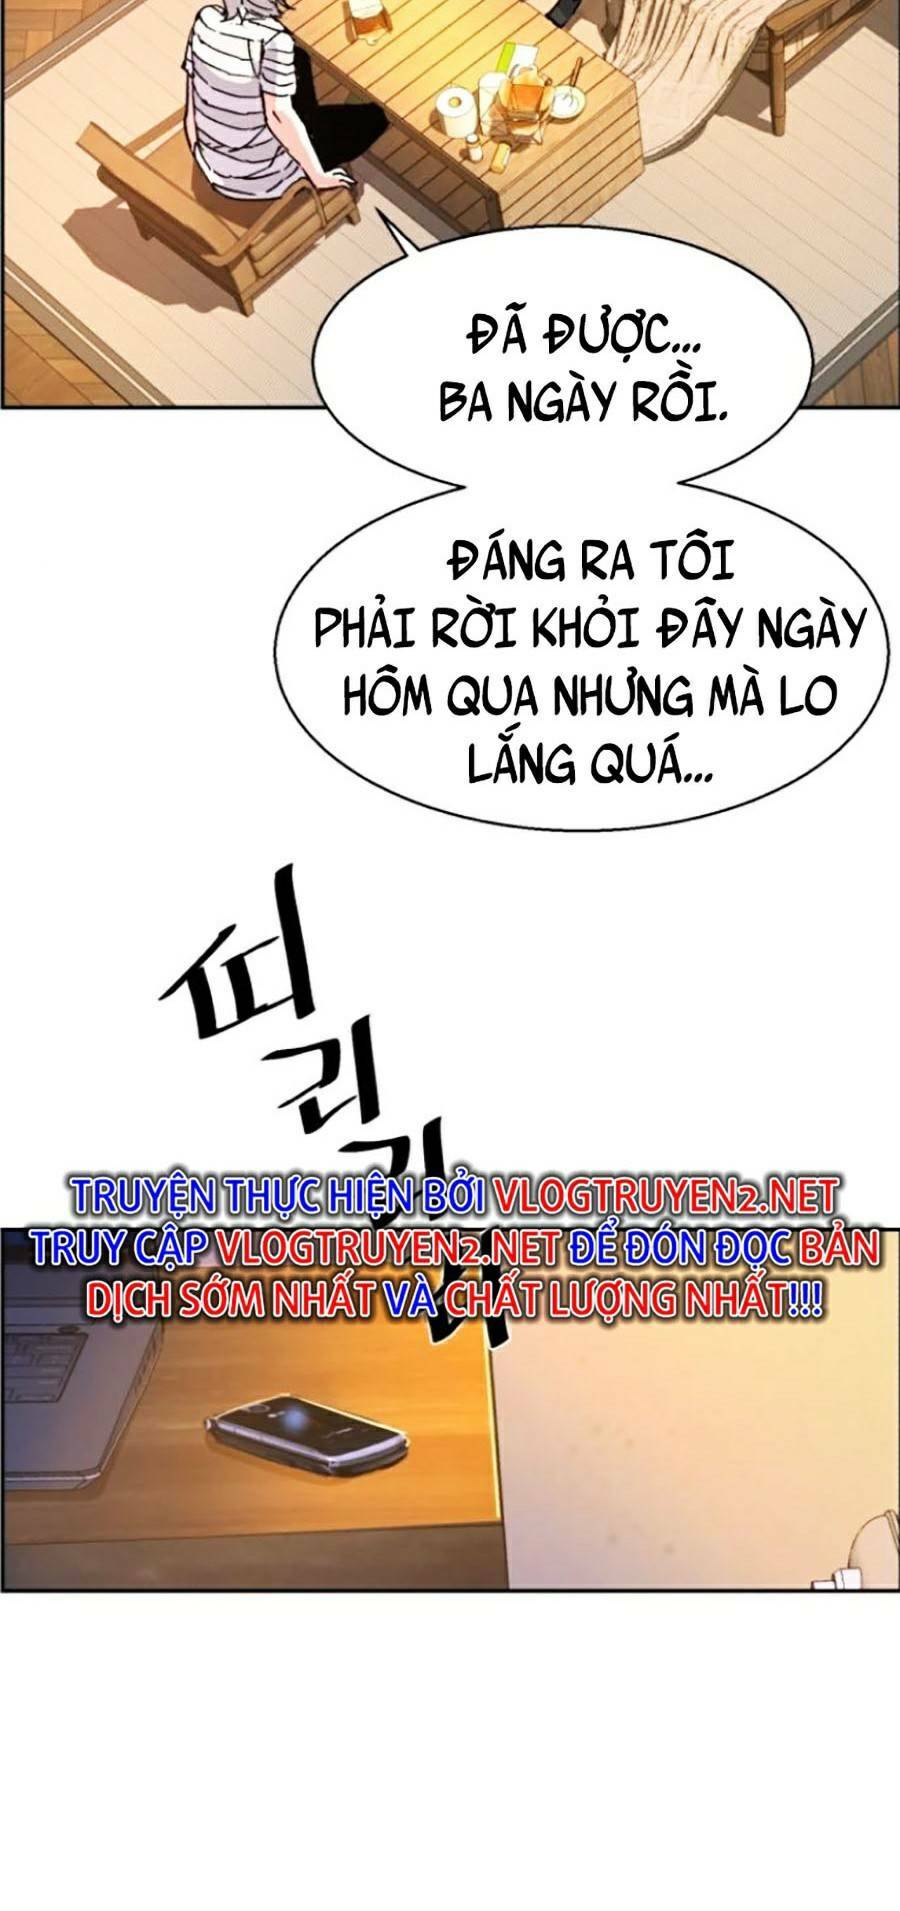 ĐÃ ĐƯỢC...
BA NGÀY RỒI.
ĐÁNG RA TÔI
PHẢI RỜI KHỎI ĐÂY NGÀY
HÔM QUA NHƯNG MÀ LO
LẮNG QUÁ...
띠
리
리
TRUYỆN THỰC HIỆN BỞI VLOGTRUYEN2.NET
TRUY CẬP VLOGTRUYEN2.NET ĐỂ ĐÓN ĐỌC BẢN
DỊCH SỚM NHẤT VÀ CHẤT LƯỢNG NHẤT!!!